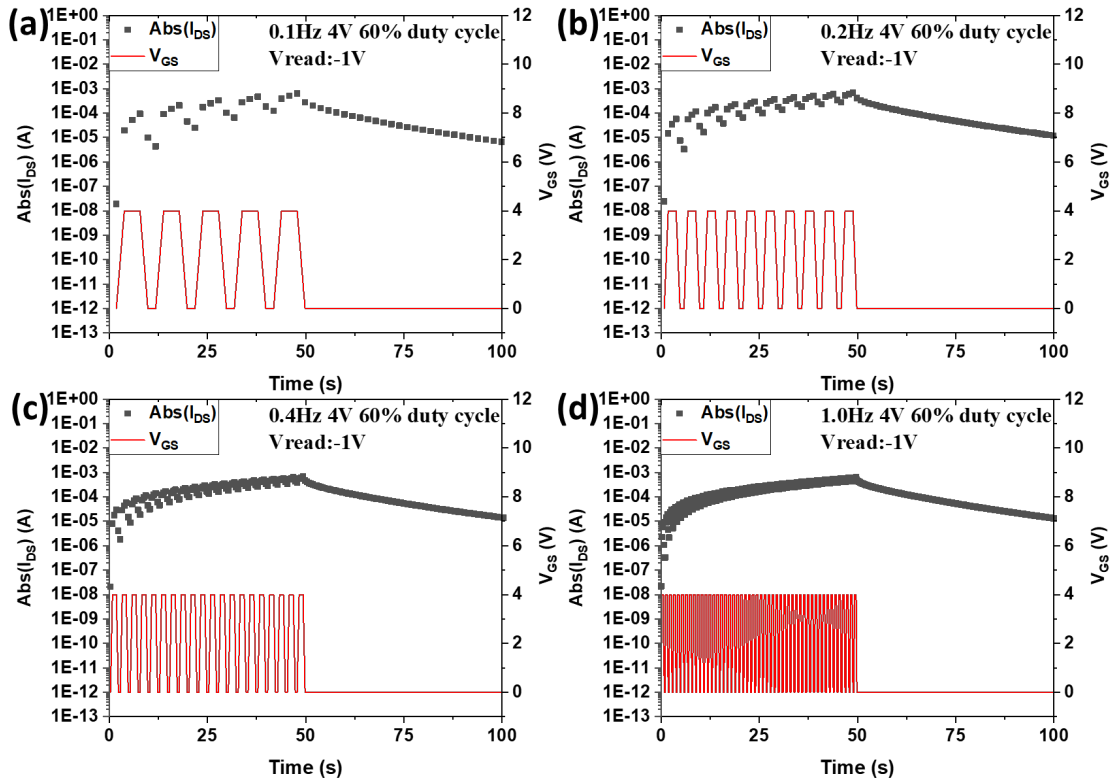 (a)
Abs(I_DS)
V_GS
0.1Hz 4V 60% duty cycle
Vread:-1V
1E+00
1E-01
1E-02
1E-03
1E-04
1E-05
1E-06
1E-07
1E-08
1E-09
1E-10
1E-11
1E-12
1E-13
Abs(I_DS) (A)
12
10
8
6
4
2
0
V_GS (V)
0 25 50 75 100
Time (s)
(b)
Abs(I_DS)
V_GS
0.2Hz 4V 60% duty cycle
Vread:-1V
1E+00
1E-01
1E-02
1E-03
1E-04
1E-05
1E-06
1E-07
1E-08
1E-09
1E-10
1E-11
1E-12
1E-13
Abs(I_DS) (A)
12
10
8
6
4
2
0
V_GS (V)
0 25 50 75 100
Time (s)
(c)
Abs(I_DS)
V_GS
0.4Hz 4V 60% duty cycle
Vread:-1V
1E+00
1E-01
1E-02
1E-03
1E-04
1E-05
1E-06
1E-07
1E-08
1E-09
1E-10
1E-11
1E-12
1E-13
Abs(I_DS) (A)
12
10
8
6
4
2
0
V_GS (V)
0 25 50 75 100
Time (s)
(d)
Abs(I_DS)
V_GS
1.0Hz 4V 60% duty cycle
Vread:-1V
1E+00
1E-01
1E-02
1E-03
1E-04
1E-05
1E-06
1E-07
1E-08
1E-09
1E-10
1E-11
1E-12
1E-13
Abs(I_DS) (A)
12
10
8
6
4
2
0
V_GS (V)
0 25 50 75 100
Time (s)